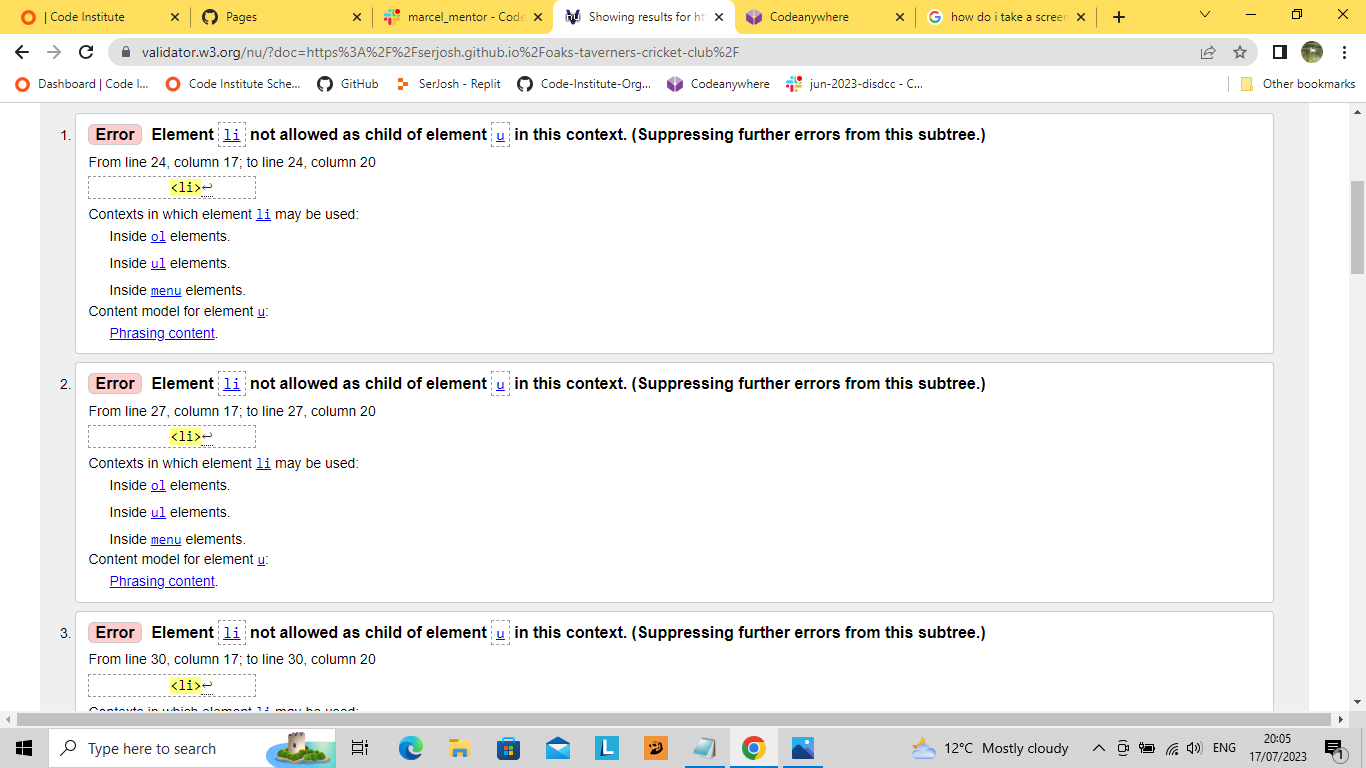 | Code Institute
Pages
marcel_mentor - Code
Showing results for ht
Codeanywhere
how do i take a screen
validator.w3.org/nu/?doc=https%3A%2F%2Fserjosh.github.io%2Foaks-taverners-cricket-club%2F
Dashboard | Code I...
Code Institute Sche...
GitHub
SerJosh - Replit
Code-Institute-Org...
Codeanywhere
jun-2023-disdcc - C...
Other bookmarks
1. Error Element li not allowed as child of element u in this context. (Suppressing further errors from this subtree.)
From line 24, column 17; to line 24, column 20
<li>↩
Contexts in which element li may be used:
Inside ol elements.
Inside ul elements.
Inside menu elements.
Content model for element u:
Phrasing content.
2. Error Element li not allowed as child of element u in this context. (Suppressing further errors from this subtree.)
From line 27, column 17; to line 27, column 20
<li>↩
Contexts in which element li may be used:
Inside ol elements.
Inside ul elements.
Inside menu elements.
Content model for element u:
Phrasing content.
3. Error Element li not allowed as child of element u in this context. (Suppressing further errors from this subtree.)
From line 30, column 17; to line 30, column 20
<li>↩
Contexts in which element li may be used:
Type here to search
L
12°C Mostly cloudy
ENG
20:05
17/07/2023
1